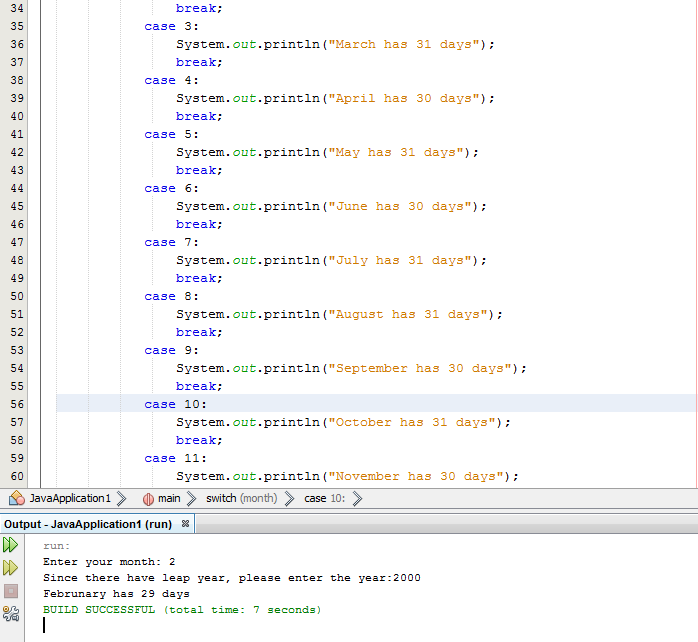 34 break;
35 case 3:
36 System.out.println("March has 31 days");
37 break;
38 case 4:
39 System.out.println("April has 30 days");
40 break;
41 case 5:
42 System.out.println("May has 31 days");
43 break;
44 case 6:
45 System.out.println("June has 30 days");
46 break;
47 case 7:
48 System.out.println("July has 31 days");
49 break;
50 case 8:
51 System.out.println("August has 31 days");
52 break;
53 case 9:
54 System.out.println("September has 30 days");
55 break;
56 case 10:
57 System.out.println("October has 31 days");
58 break;
59 case 11:
60 System.out.println("November has 30 days");
JavaApplication1 main switch (month) case 10:
Output - JavaApplication1 (run)
run:
Enter your month: 2
Since there have leap year, please enter the year:2000
Februnary has 29 days
BUILD SUCCESSFUL (total time: 7 seconds)